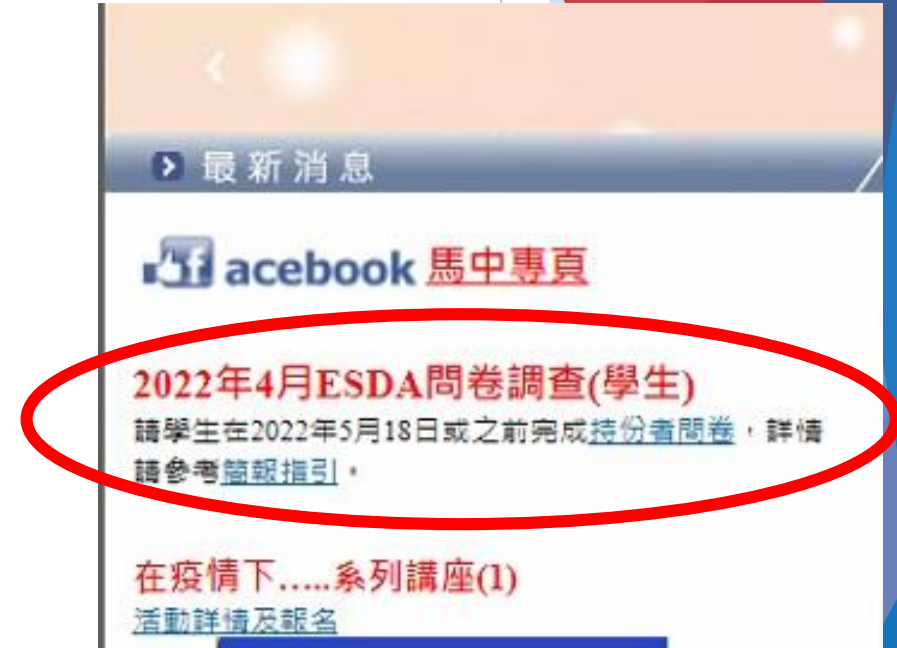 最新消息
facebook 馬中專頁
2022年4月ESDA問卷調查(學生)
請學生在2022年5月18日或之前完成持份者問卷，詳情
請參考簡報指引。
在疫情下.....系列講座(1)
活動詳情及報名